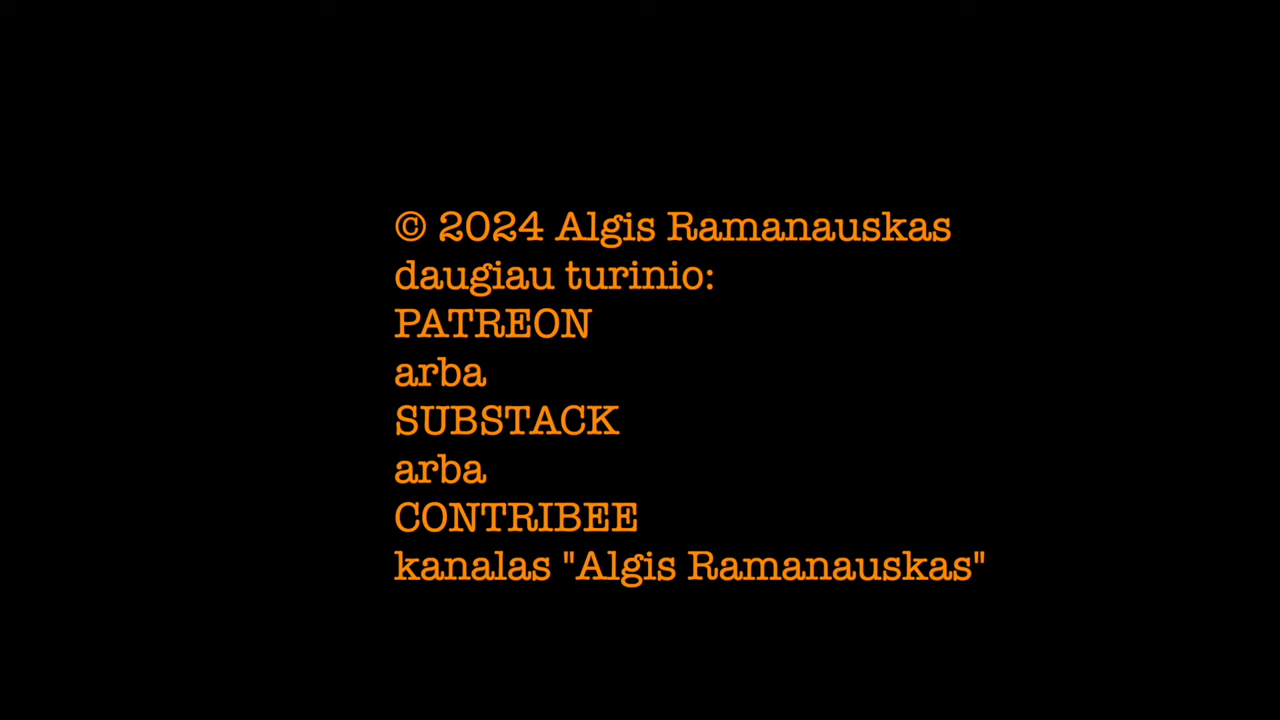 © 2024 Algis Ramanauskas
daugiau turinio:
PATREON
arba
SUBSTACK
arba
CONTRIBEE
kanalas "Algis Ramanauskas"